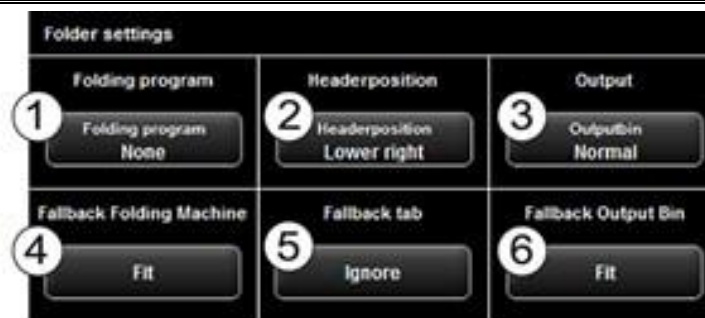 Folder settings
Folding program
Headerposition
Output
1
Folding program
None
2
Headerposition
Lower right
3
Outputbin
Normal
Fallback Folding Machine
Fallback tab
Fallback Output Bin
4
Fit
5
Ignore
6
Fit